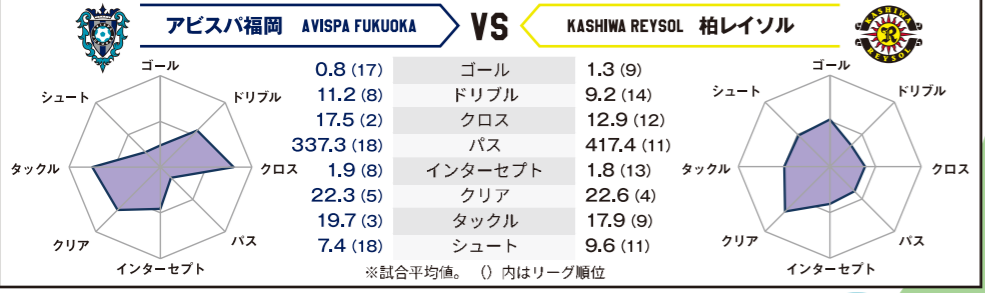 アビスパ福岡 AVISPA FUKUOKA VS KASHIWA REYSOL 柏レイソル
KASHIWA
REYSOL
ゴール
ドリブル
クロス
パス
インターセプト
クリア
タックル
シュート
0.8 (17) ゴール 1.3 (9)
11.2 (8) ドリブル 9.2 (14)
17.5 (2) クロス 12.9 (12)
337.3 (18) パス 417.4 (11)
1.9 (8) インターセプト 1.8 (13)
22.3 (5) クリア 22.6 (4)
19.7 (3) タックル 17.9 (9)
7.4 (18) シュート 9.6 (11)
※試合平均値。 ()内はリーグ順位
ゴール
ドリブル
クロス
パス
インターセプト
クリア
タックル
シュート